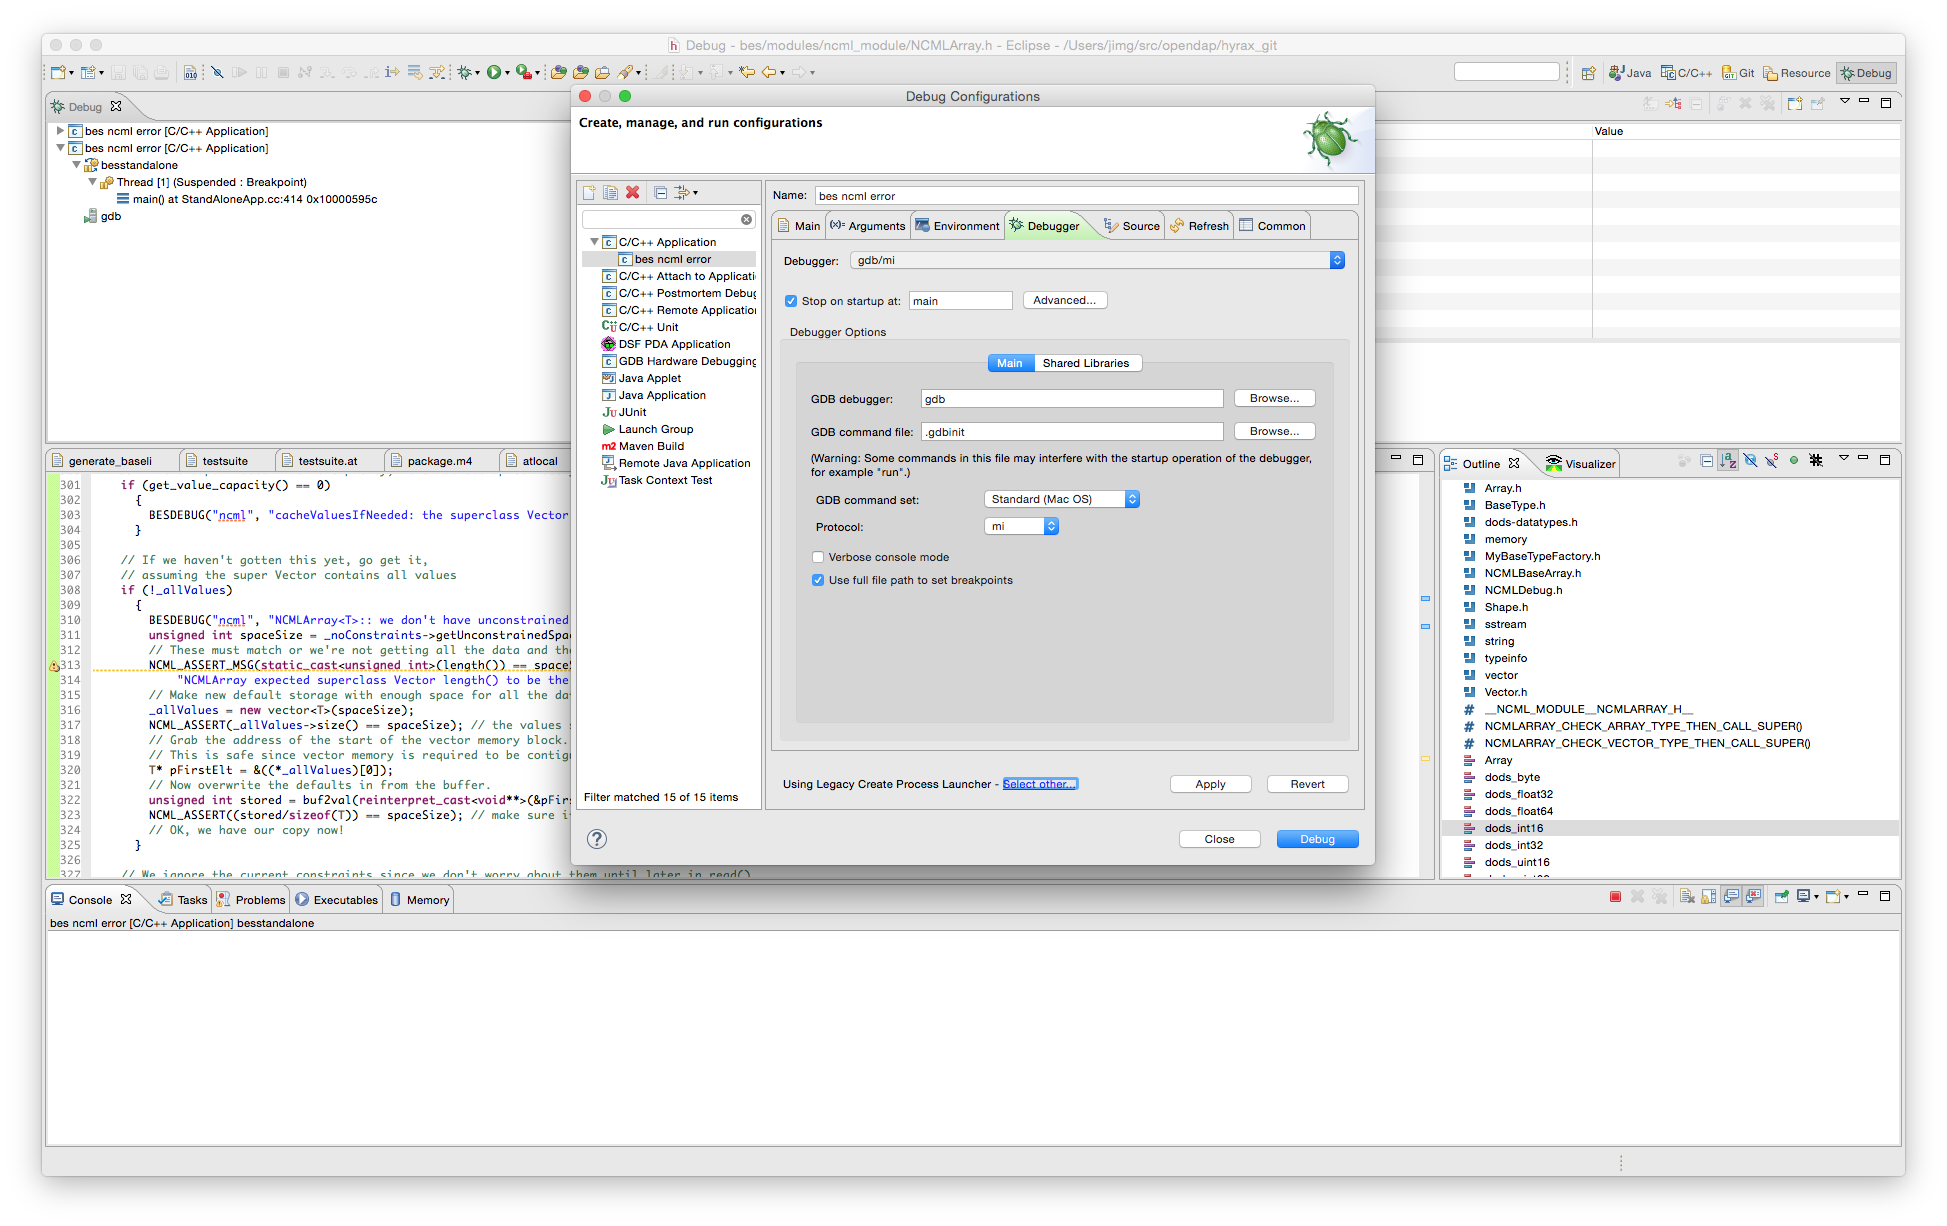 Debug - bes/modules/ncml_module/NCMLArray.h - Eclipse - /Users/jimg/src/opendap/hyrax_git
Java
C/C++
Git
Resource
Debug
Debug
bes ncml error [C/C++ Application]
bes ncml error [C/C++ Application]
besstandalone
Thread [1] (Suspended : Breakpoint)
main() at StandAloneApp.cc:414 0x10000595c
gdb
Value
Debug Configurations
Create, manage, and run configurations
C/C++ Application
bes ncml error
C/C++ Attach to Applicati
C/C++ Postmortem Debug
C/C++ Remote Application
C/C++ Unit
DSF PDA Application
GDB Hardware Debugging
Java Applet
Java Application
JUnit
Launch Group
Maven Build
Remote Java Application
Task Context Test
Filter matched 15 of 15 items
Name: bes ncml error
Main
Arguments
Environment
Debugger
Source
Refresh
Common
Debugger: gdb/mi
Stop on startup at: main Advanced...
Debugger Options
Main Shared Libraries
GDB debugger: gdb Browse...
GDB command file: .gdbinit Browse...
(Warning: Some commands in this file may interfere with the startup operation of the debugger,
for example "run".)
GDB command set: Standard (Mac OS)
Protocol: mi
Verbose console mode
Use full file path to set breakpoints
Using Legacy Create Process Launcher - Select other...
Apply Revert
Close Debug
generate_baseli
testsuite
testsuite.at
package.m4
atlocal
301 if (get_value_capacity() == 0)
302 {
303 BESDEBUG("ncml", "cacheValuesIfNeeded: the superclass Vector
304 }
305
306 // If we haven't gotten this yet, go get it,
307 // assuming the super Vector contains all values
308 if (!_allValues)
309 {
310 BESDEBUG("ncml", "NCMLArray<T>:: we don't have unconstrained
311 unsigned int spaceSize = _noConstraints->getUnconstrainedSpac
312 // These must match or we're not getting all the data and the
313 NCML_ASSERT_MSG(static_cast<unsigned int>(length()) == spaceS
314 "NCMLArray expected superclass Vector length() to be the
315 // Make new default storage with enough space for all the da
316 _allValues = new vector<T>(spaceSize);
317 NCML_ASSERT(_allValues->size() == spaceSize); // the values s
318 // Grab the address of the start of the vector memory block.
319 // This is safe since vector memory is required to be contig
320 T* pFirstElt = &((*_allValues)[0]);
321 // Now overwrite the defaults in from the buffer.
322 unsigned int stored = buf2val(reinterpret_cast<void**>(&pFirs
323 NCML_ASSERT((stored/sizeof(T)) == spaceSize); // make sure i
324 // OK, we have our copy now!
325 }
326
327 // We ignore the current constraints since we don't worry about them until later in read()
Outline
Visualizer
Array.h
BaseType.h
dods-datatypes.h
memory
MyBaseTypeFactory.h
NCMLBaseArray.h
NCMLDebug.h
Shape.h
sstream
string
typeinfo
vector
Vector.h
__NCML_MODULE__NCMLARRAY_H__
NCMLARRAY_CHECK_ARRAY_TYPE_THEN_CALL_SUPER()
NCMLARRAY_CHECK_VECTOR_TYPE_THEN_CALL_SUPER()
Array
dods_byte
dods_float32
dods_float64
dods_int16
dods_int32
dods_uint16
Console
Tasks
Problems
Executables
Memory
bes ncml error [C/C++ Application] besstandalone